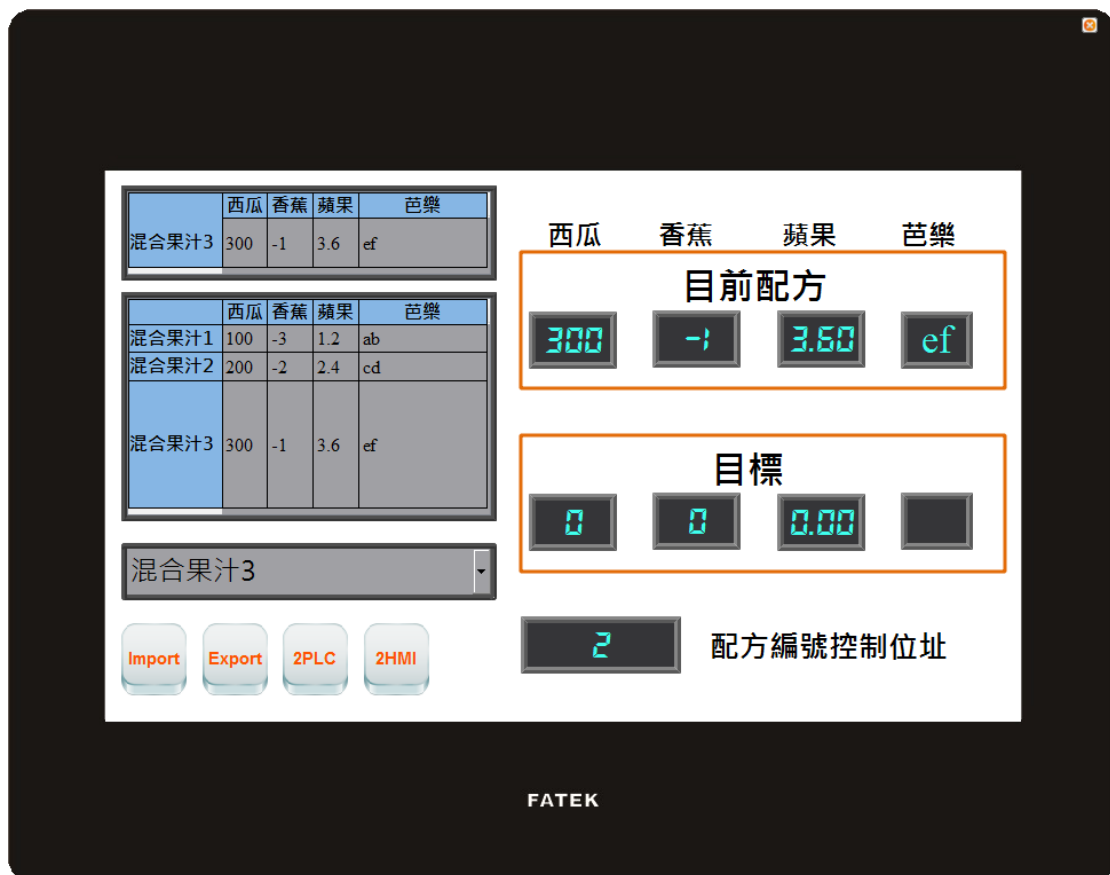 西瓜 香蕉 蘋果 芭樂
混合果汁3 300 -1 3.6 ef
西瓜 香蕉 蘋果 芭樂
混合果汁1 100 -3 1.2 ab
混合果汁2 200 -2 2.4 cd
混合果汁3 300 -1 3.6 ef
混合果汁3
Import Export 2PLC 2HMI
西瓜 香蕉 蘋果 芭樂
目前配方
300 -1 3.60 ef
目標
0 0 0.00
2 配方編號控制位址
FATEK